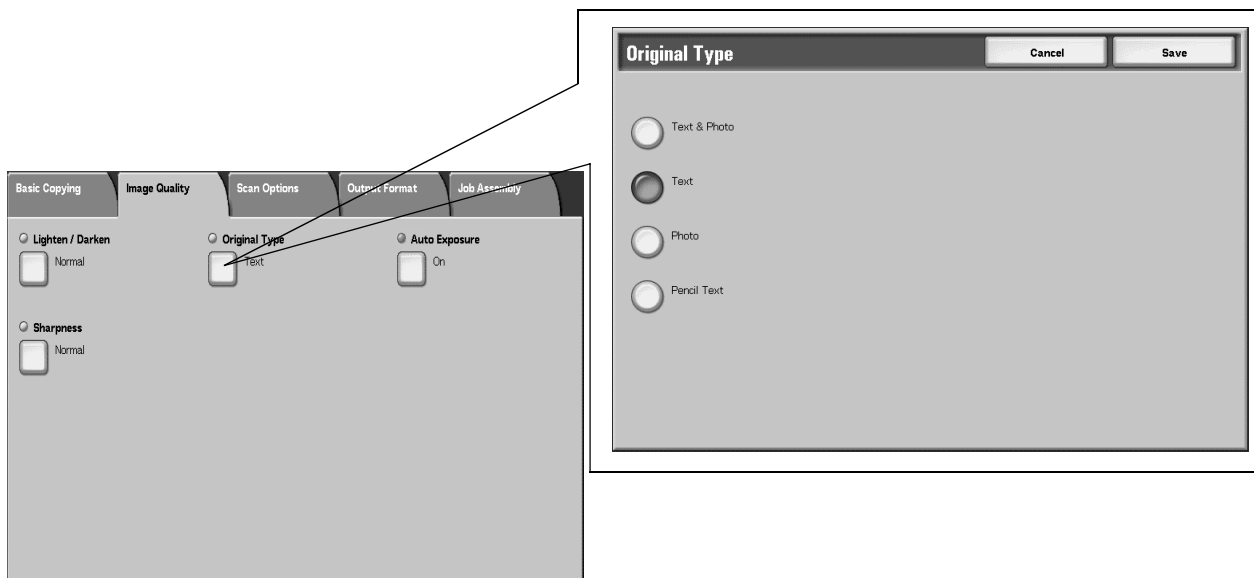 Original Type Cancel Save
Text & Photo
Text
Photo
Pencil Text
Basic Copying Image Quality Scan Options Output Format Job Assembly
Lighten / Darken Original Type Auto Exposure
Normal Text On
Sharpness
Normal